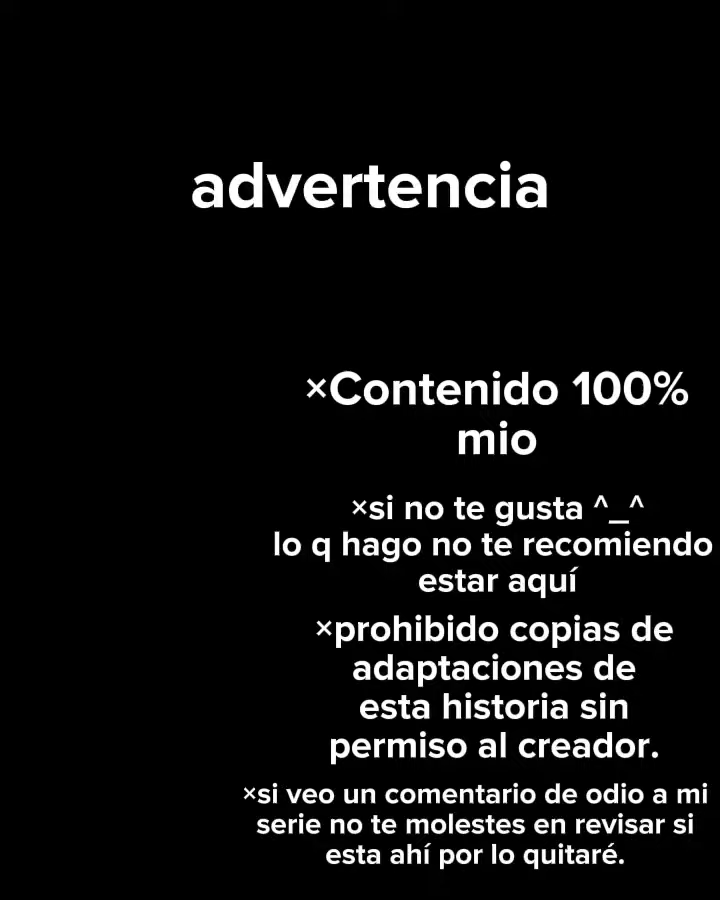 advertencia
×Contenido 100%
mio
×si no te gusta ^_^
lo q hago no te recomiendo
estar aquí
×prohibido copias de
adaptaciones de
esta historia sin
permiso al creador.
×si veo un comentario de odio a mi
serie no te molestes en revisar si
esta ahí por lo quitaré.